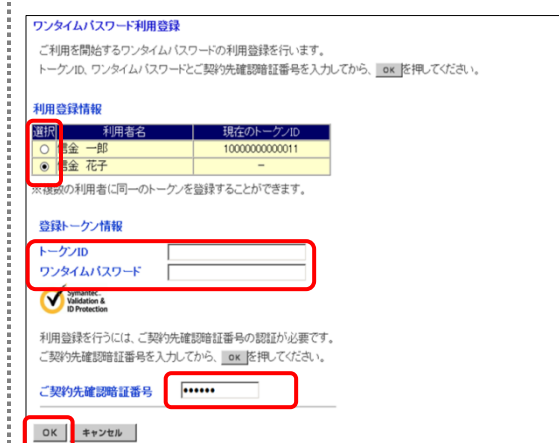 ワンタイムパスワード利用登録
ご利用を開始するワンタイムパスワードの利用登録を行います。
トークンID、ワンタイムパスワードとご契約先確認暗証番号を入力してから、 OK を押してください。
利用登録情報
選択 利用者名 現在のトークンID
信金 一郎 10000000000011
信金 花子 －
※複数の利用者に同一のトークンを登録することができます。
登録トークン情報
トークンID
ワンタイムパスワード
Symantec.
Validation &
ID Protection
利用登録を行うには、ご契約先確認暗証番号の認証が必要です。
ご契約先確認暗証番号を入力してから、 OK を押してください。
ご契約先確認暗証番号 ••••••
OK キャンセル